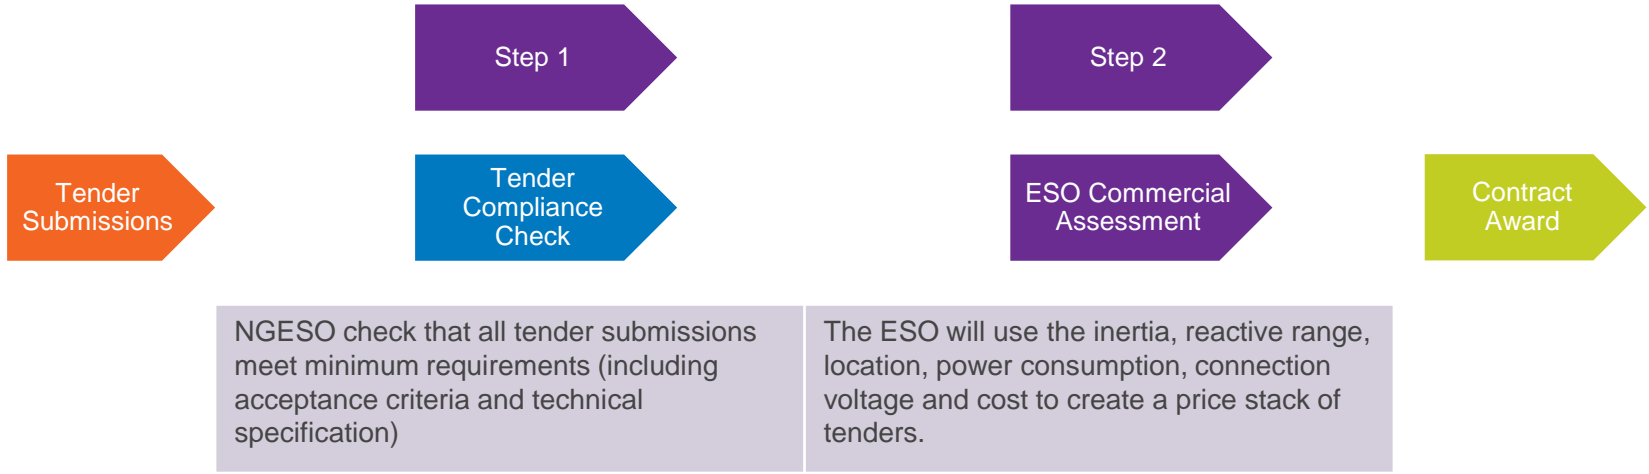 Step 1
Step 2
Tender
Submissions
Tender
Compliance
Check
ESO Commercial
Assessment
Contract
Award
NGESO check that all tender submissions
meet minimum requirements (including
acceptance criteria and technical
specification)
The ESO will use the inertia, reactive range,
location, power consumption, connection
voltage and cost to create a price stack of
tenders.